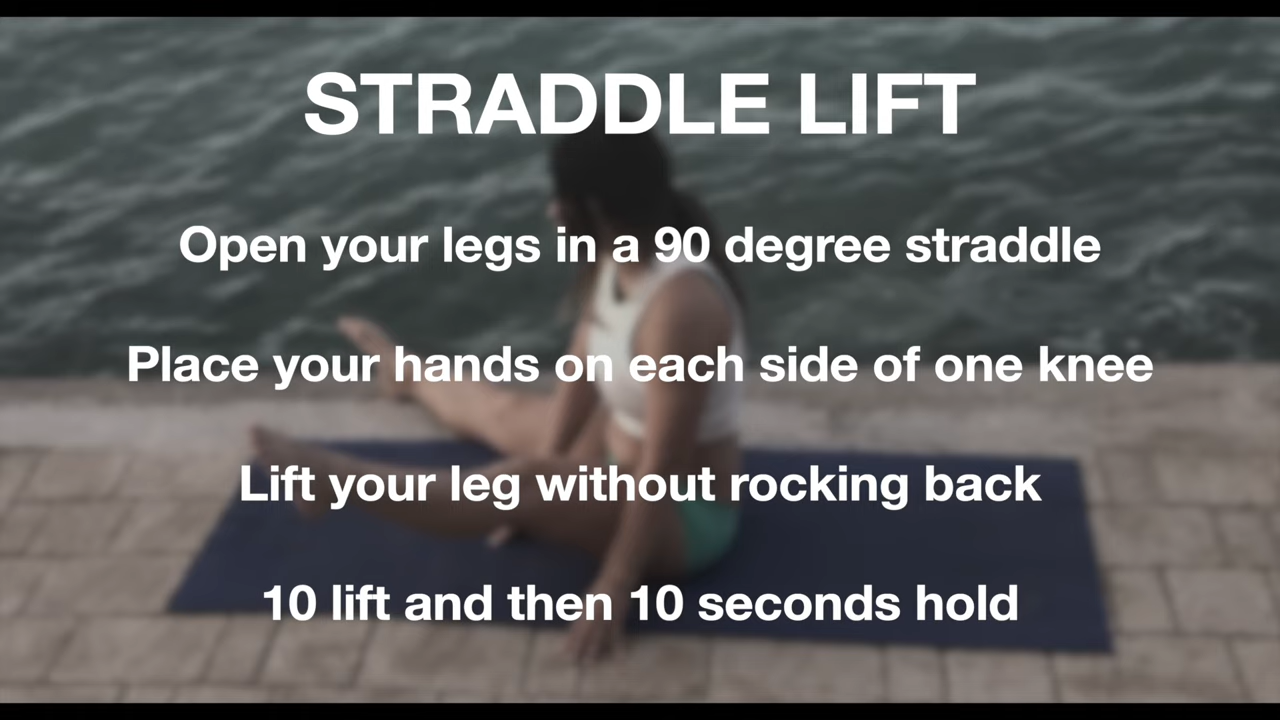 STRADDLE LIFT
Open your legs in a 90 degree straddle
Place your hands on each side of one knee
Lift your leg without rocking back
10 lift and then 10 seconds hold